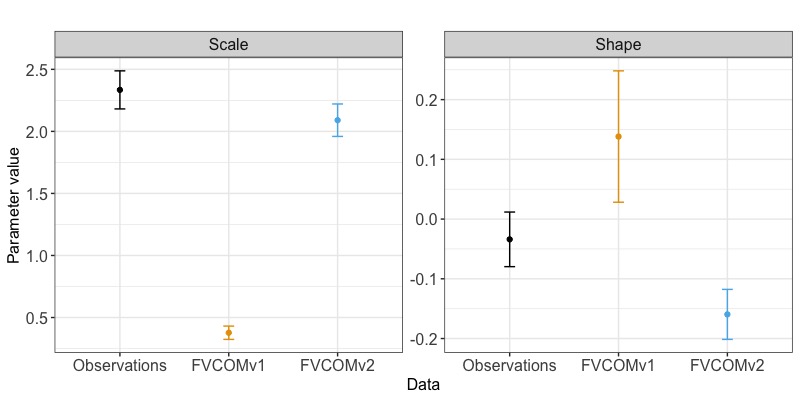 Scale
Shape
Parameter value
2.5
2.0
1.5
1.0
0.5
0.2
0.1
0.0
-0.1
-0.2
Observations FVCOMv1 FVCOMv2
Observations FVCOMv1 FVCOMv2
Data